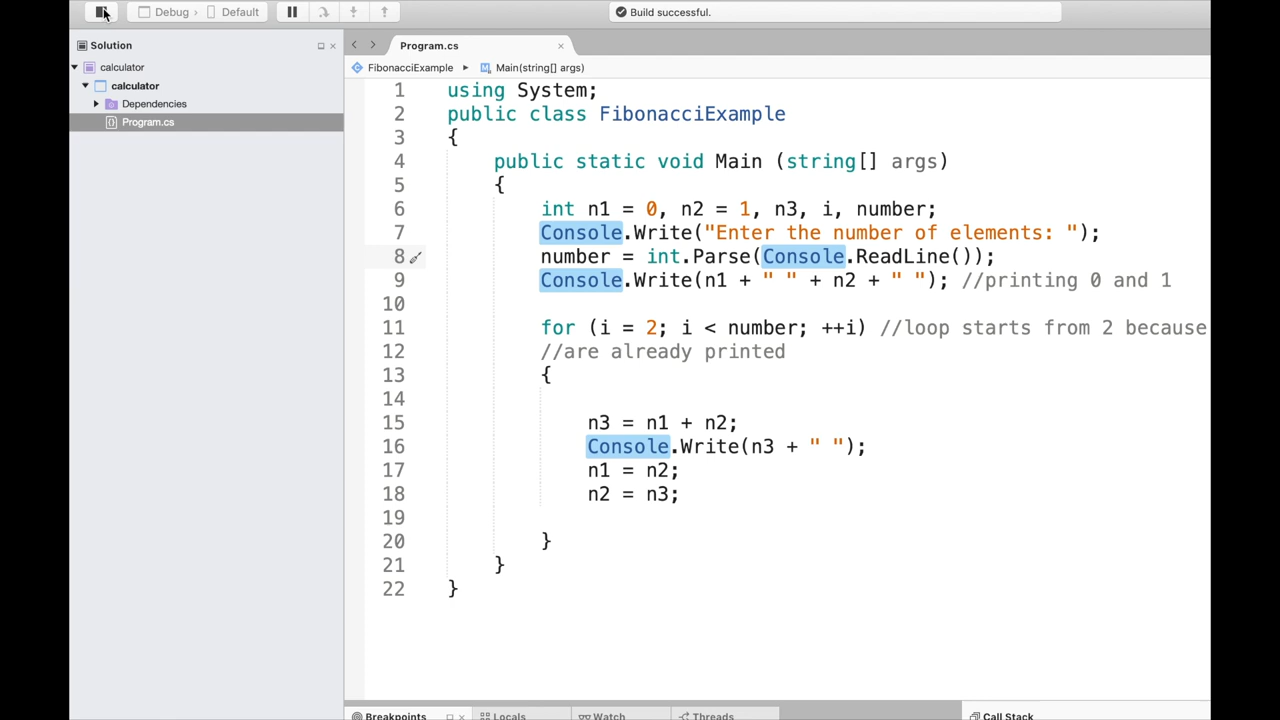 Debug › Default
Build successful.
Solution
Program.cs
FibonacciExample ▸ Main(string[] args)
calculator
calculator
Dependencies
Program.cs
1 using System;
2 public class FibonacciExample
3 {
4 public static void Main (string[] args)
5 {
6 int n1 = 0, n2 = 1, n3, i, number;
7 Console.Write("Enter the number of elements: ");
8 number = int.Parse(Console.ReadLine());
9 Console.Write(n1 + " " + n2 + " "); //printing 0 and 1
10
11 for (i = 2; i < number; ++i) //loop starts from 2 because
12 //are already printed
13 {
14
15 n3 = n1 + n2;
16 Console.Write(n3 + " ");
17 n1 = n2;
18 n2 = n3;
19
20 }
21 }
22 }
Breakpoints
Locals
Watch
Threads
Call Stack